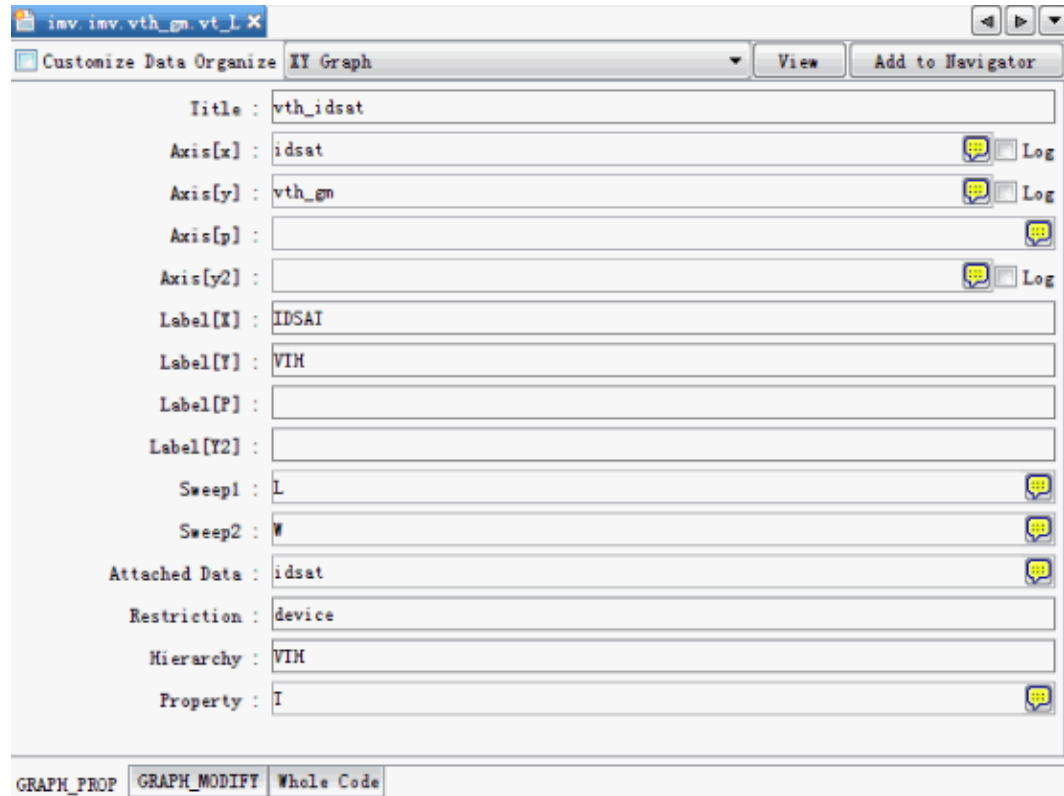 imv.imv.vth_gm.vt_L
Customize Data Organize XY Graph View Add to Navigator
Title : vth_idsat
Axis[x] : idsat Log
Axis[y] : vth_gm Log
Axis[p] :
Axis[y2] : Log
Label[X] : IDSAT
Label[Y] : VTH
Label[P] :
Label[Y2] :
Sweep1 : L
Sweep2 : W
Attached Data : idsat
Restriction : device
Hierarchy : VTH
Property : T
GRAPH_PROP GRAPH_MODIFY Whole Code